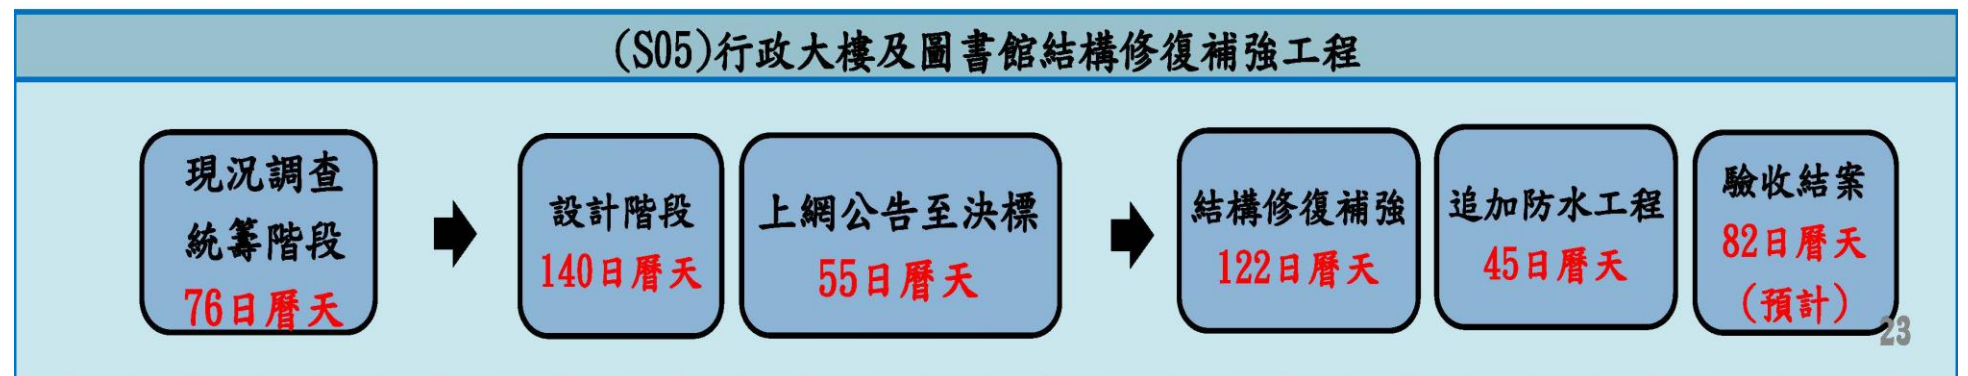 (S05)行政大樓及圖書館結構修復補強工程
現況調查
統籌階段
76日曆天
設計階段
140日曆天
上網公告至決標
55日曆天
結構修復補強
122日曆天
追加防水工程
45日曆天
驗收結案
82日曆天
(預計)
23